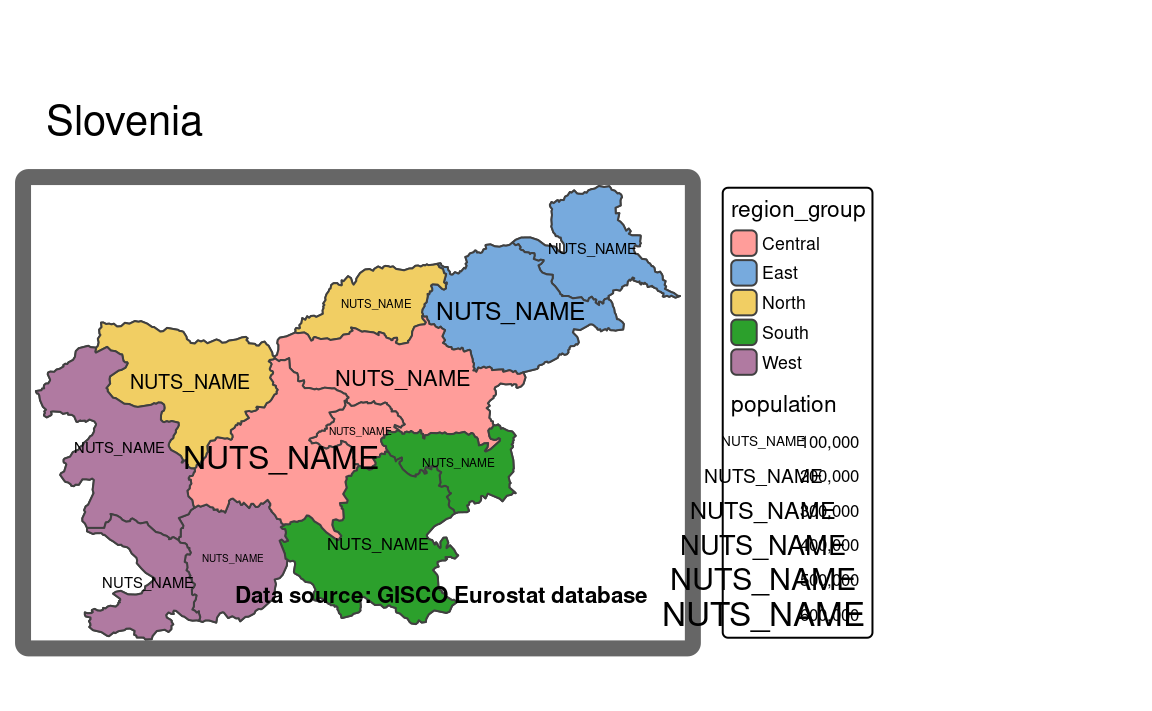 Slovenia
NUTS_NAME
NUTS_NAME
NUTS_NAME
NUTS_NAME
NUTS_NAME
NUTS_NAME
NUTS_NAME
NUTS_NAME
NUTS_NAME
NUTS_NAME
NUTS_NAME
NUTS_NAME
Data source: GISCO Eurostat database
region_group
Central
East
North
South
West
population
NUTS_NAME 100,000
NUTS_NAME 200,000
NUTS_NAME 300,000
NUTS_NAME 400,000
NUTS_NAME 500,000
NUTS_NAME 600,000